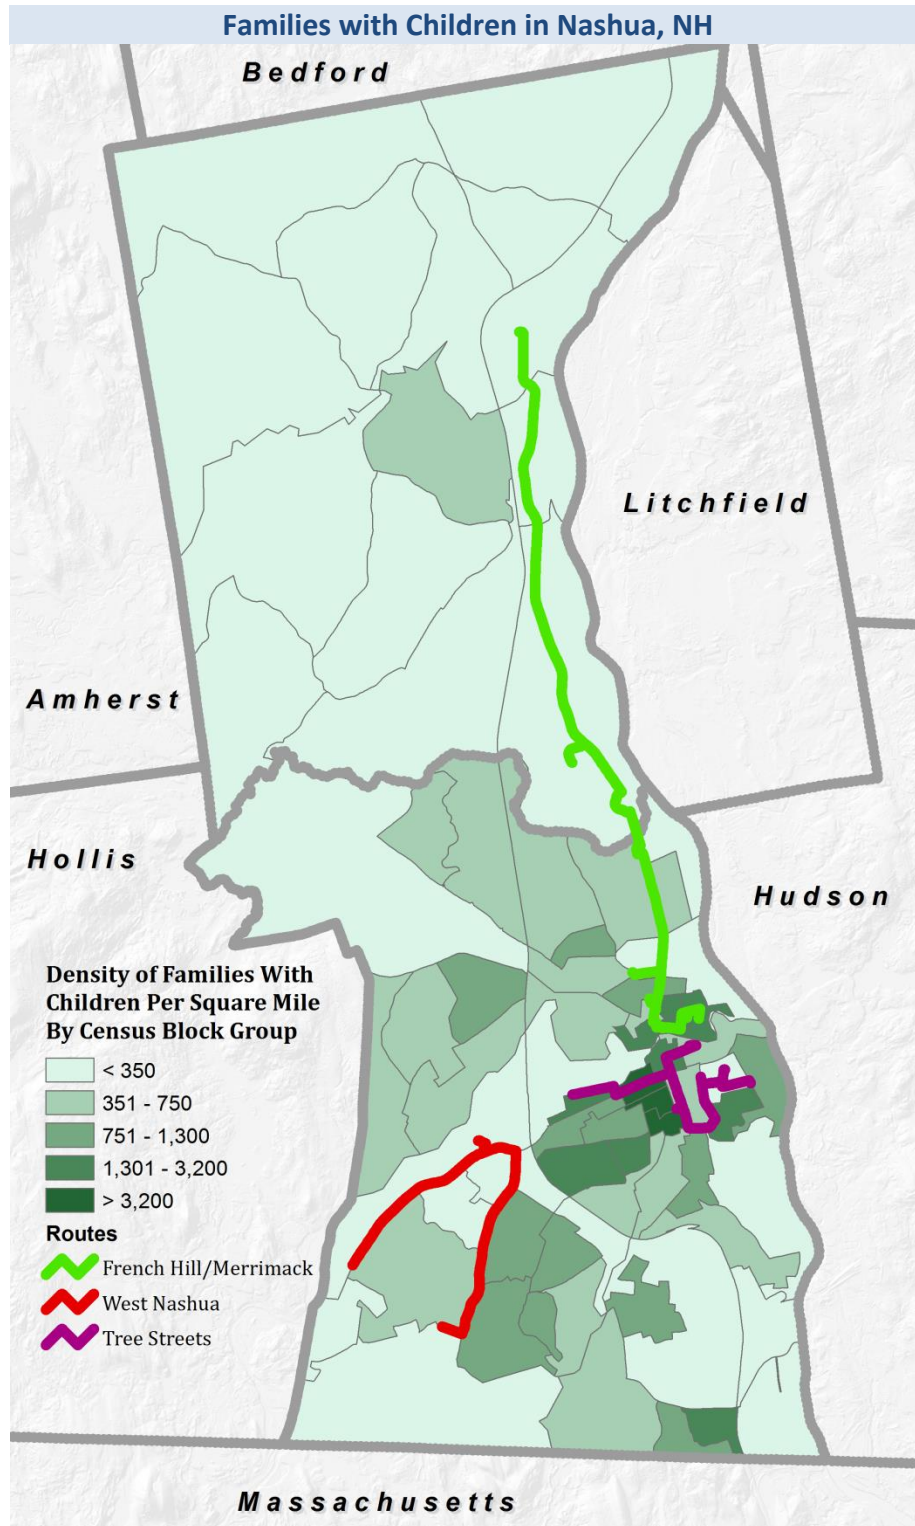 Families with Children in Nashua, NH
Bedford
Litchfield
Amherst
Hollis
Hudson
Density of Families With
Children Per Square Mile
By Census Block Group
< 350
351 - 750
751 - 1,300
1,301 - 3,200
> 3,200
Routes
French Hill/Merrimack
West Nashua
Tree Streets
Massachusetts